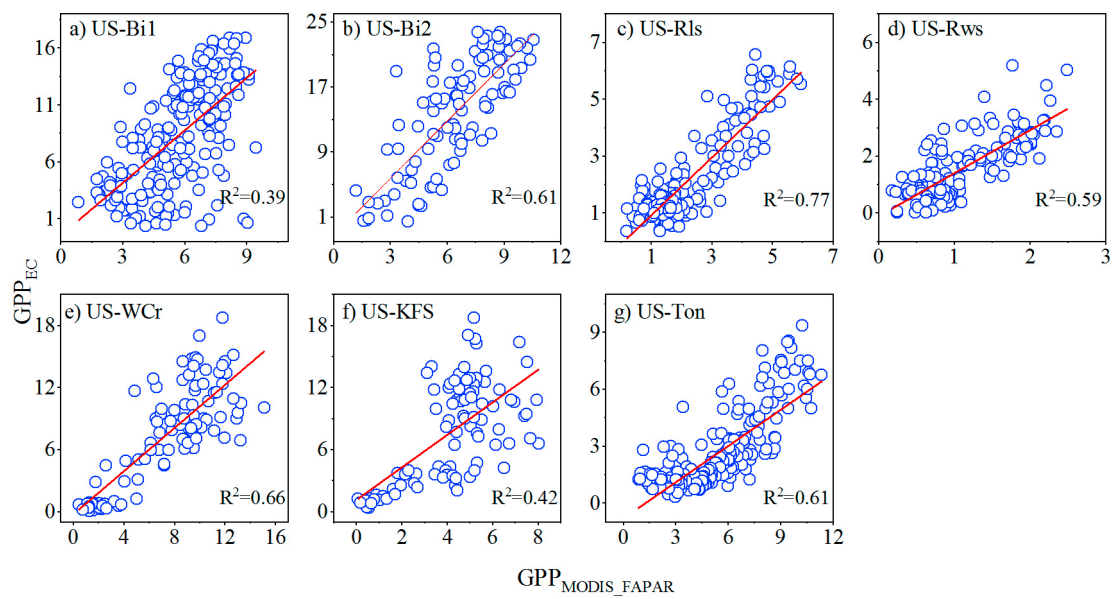 a) US-Bi1
16
11
6
1
R²=0.39
0 3 6 9
b) US-Bi2
25
17
9
1
R²=0.61
0 3 6 9 12
c) US-Rls
7
5
3
1
R²=0.77
1 3 5 7
d) US-Rws
6
4
2
0
R²=0.59
0 1 2 3
GPP_EC
e) US-WCr
18
12
6
0
R²=0.66
0 4 8 12 16
f) US-KFS
18
12
6
0
R²=0.42
0 2 4 6 8
g) US-Ton
9
6
3
0
R²=0.61
0 3 6 9 12
GPP_MODIS_FAPAR